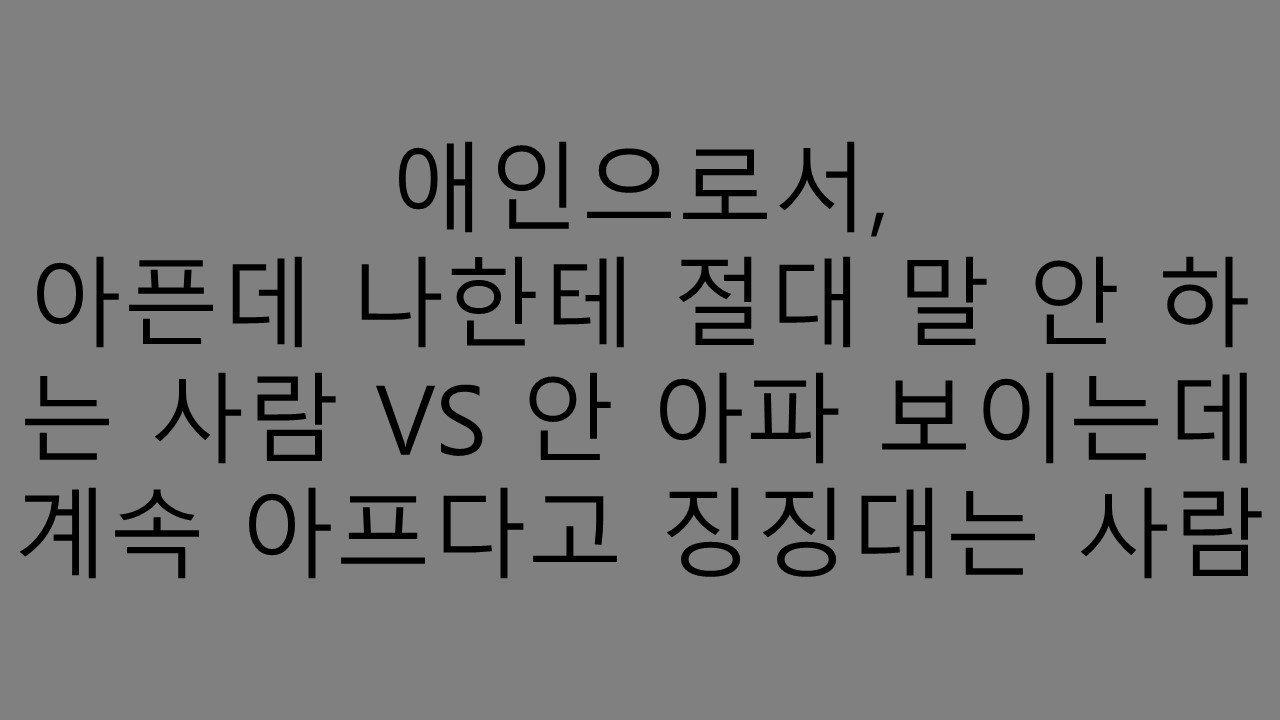 애인으로서,
아픈데 나한테 절대 말 안 하
는 사람 VS 안 아파 보이는데
계속 아프다고 징징대는 사람